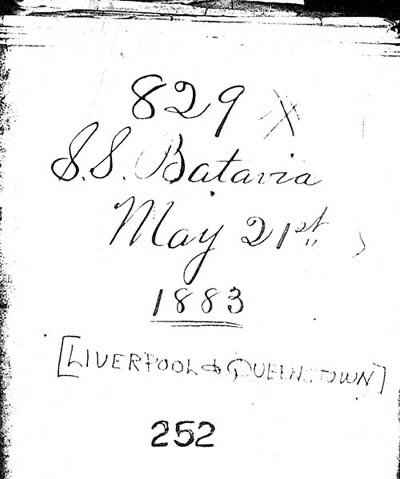 829 X
S.S. Batavia
May 21st
1883
[LIVERPOOL & QUEENSTOWN]
252